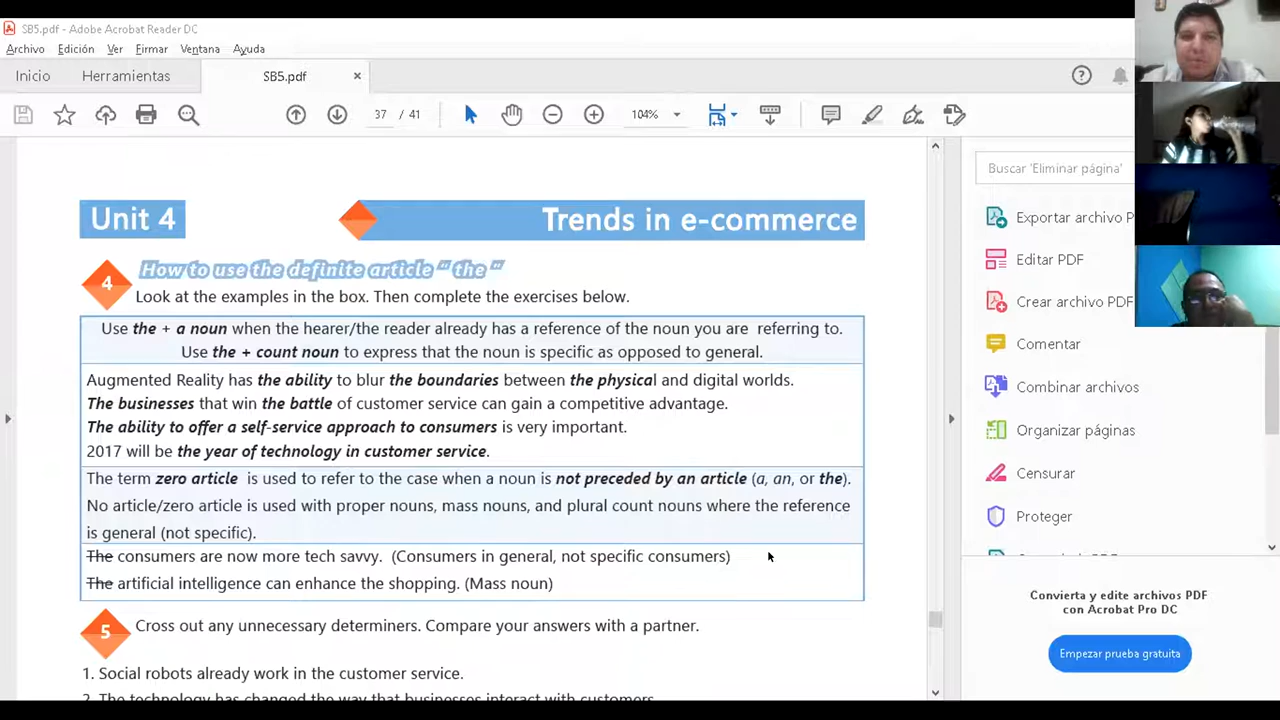 SB5.pdf - Adobe Acrobat Reader DC
Archivo Edición Ver Firmar Ventana Ayuda
Inicio Herramientas SB5.pdf
37 / 41 104%
Buscar 'Eliminar página'
Exportar archivo P
Editar PDF
Crear archivo PDF
Comentar
Combinar archivos
Organizar páginas
Censurar
Proteger
Convierta y edite archivos PDF
con Acrobat Pro DC
Empezar prueba gratuita
Unit 4 Trends in e-commerce
4 How to use the definite article “ the ”
Look at the examples in the box. Then complete the exercises below.
Use the + a noun when the hearer/the reader already has a reference of the noun you are referring to.
Use the + count noun to express that the noun is specific as opposed to general.
Augmented Reality has the ability to blur the boundaries between the physical and digital worlds.
The businesses that win the battle of customer service can gain a competitive advantage.
The ability to offer a self-service approach to consumers is very important.
2017 will be the year of technology in customer service.
The term zero article is used to refer to the case when a noun is not preceded by an article (a, an, or the).
No article/zero article is used with proper nouns, mass nouns, and plural count nouns where the reference
is general (not specific).
The consumers are now more tech savvy. (Consumers in general, not specific consumers)
The artificial intelligence can enhance the shopping. (Mass noun)
5 Cross out any unnecessary determiners. Compare your answers with a partner.
1. Social robots already work in the customer service.
2. The technology has changed the way that businesses interact with customers.